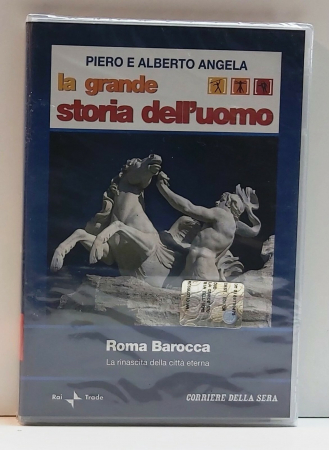 PIERO E ALBERTO ANGELA
la grande
storia dell'uomo
Roma Barocca
La rinascita della città eterna
Rai Trade
CORRIERE DELLA SERA